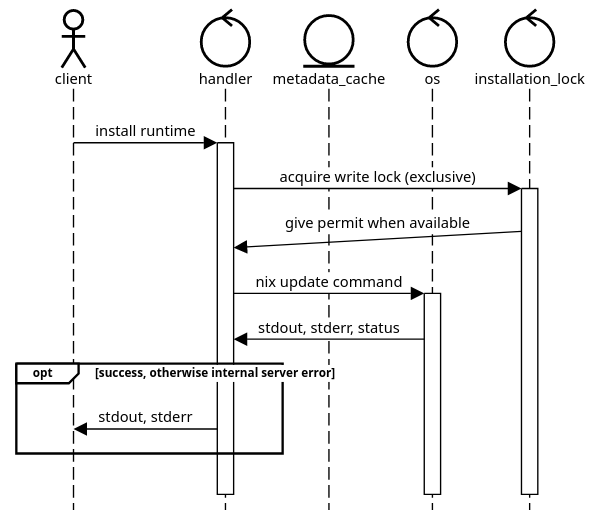 client
handler
metadata_cache
os
installation_lock
install runtime
acquire write lock (exclusive)
give permit when available
nix update command
stdout, stderr, status
opt
[success, otherwise internal server error]
stdout, stderr